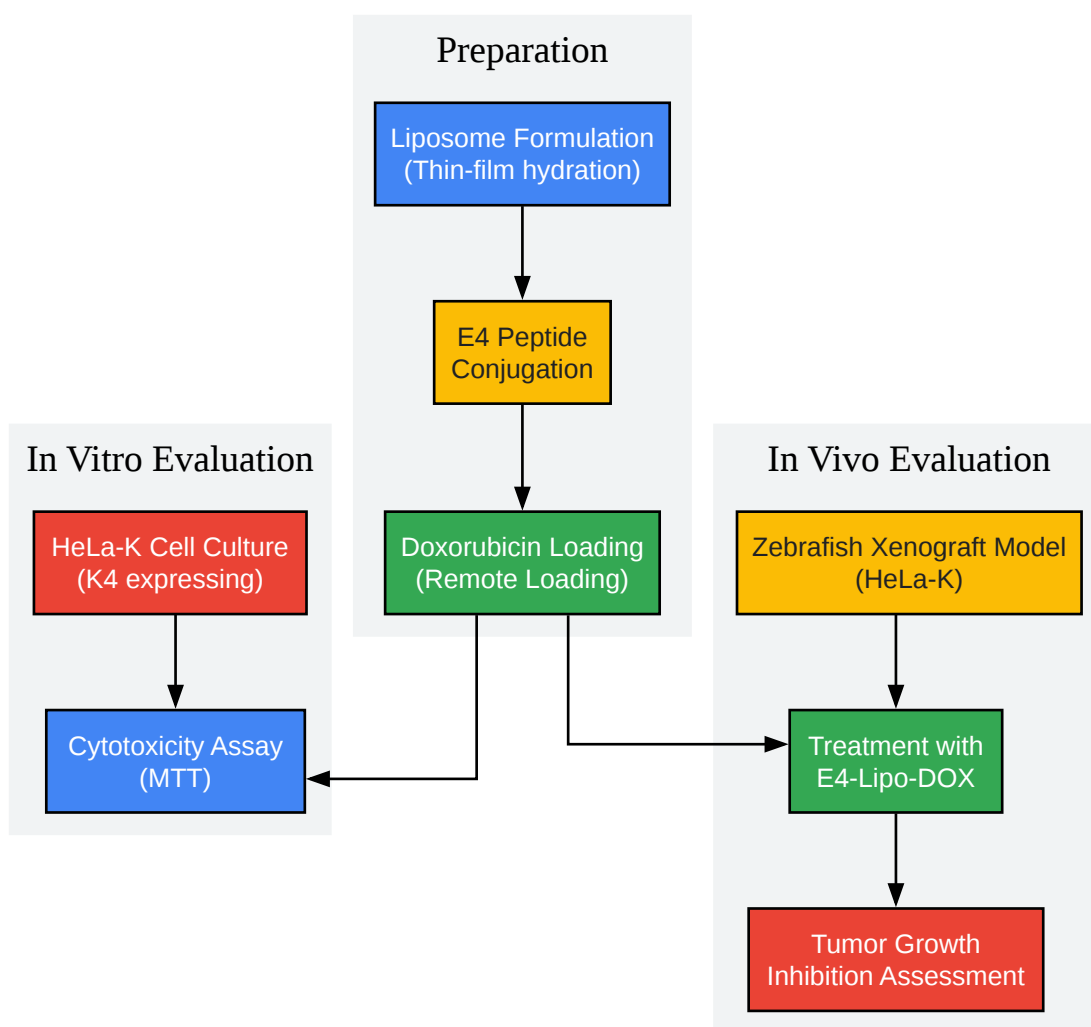 Preparation
Liposome Formulation
(Thin-film hydration)
E4 Peptide
Conjugation
Doxorubicin Loading
(Remote Loading)
In Vitro Evaluation
HeLa-K Cell Culture
(K4 expressing)
Cytotoxicity Assay
(MTT)
In Vivo Evaluation
Zebrafish Xenograft Model
(HeLa-K)
Treatment with
E4-Lipo-DOX
Tumor Growth
Inhibition Assessment